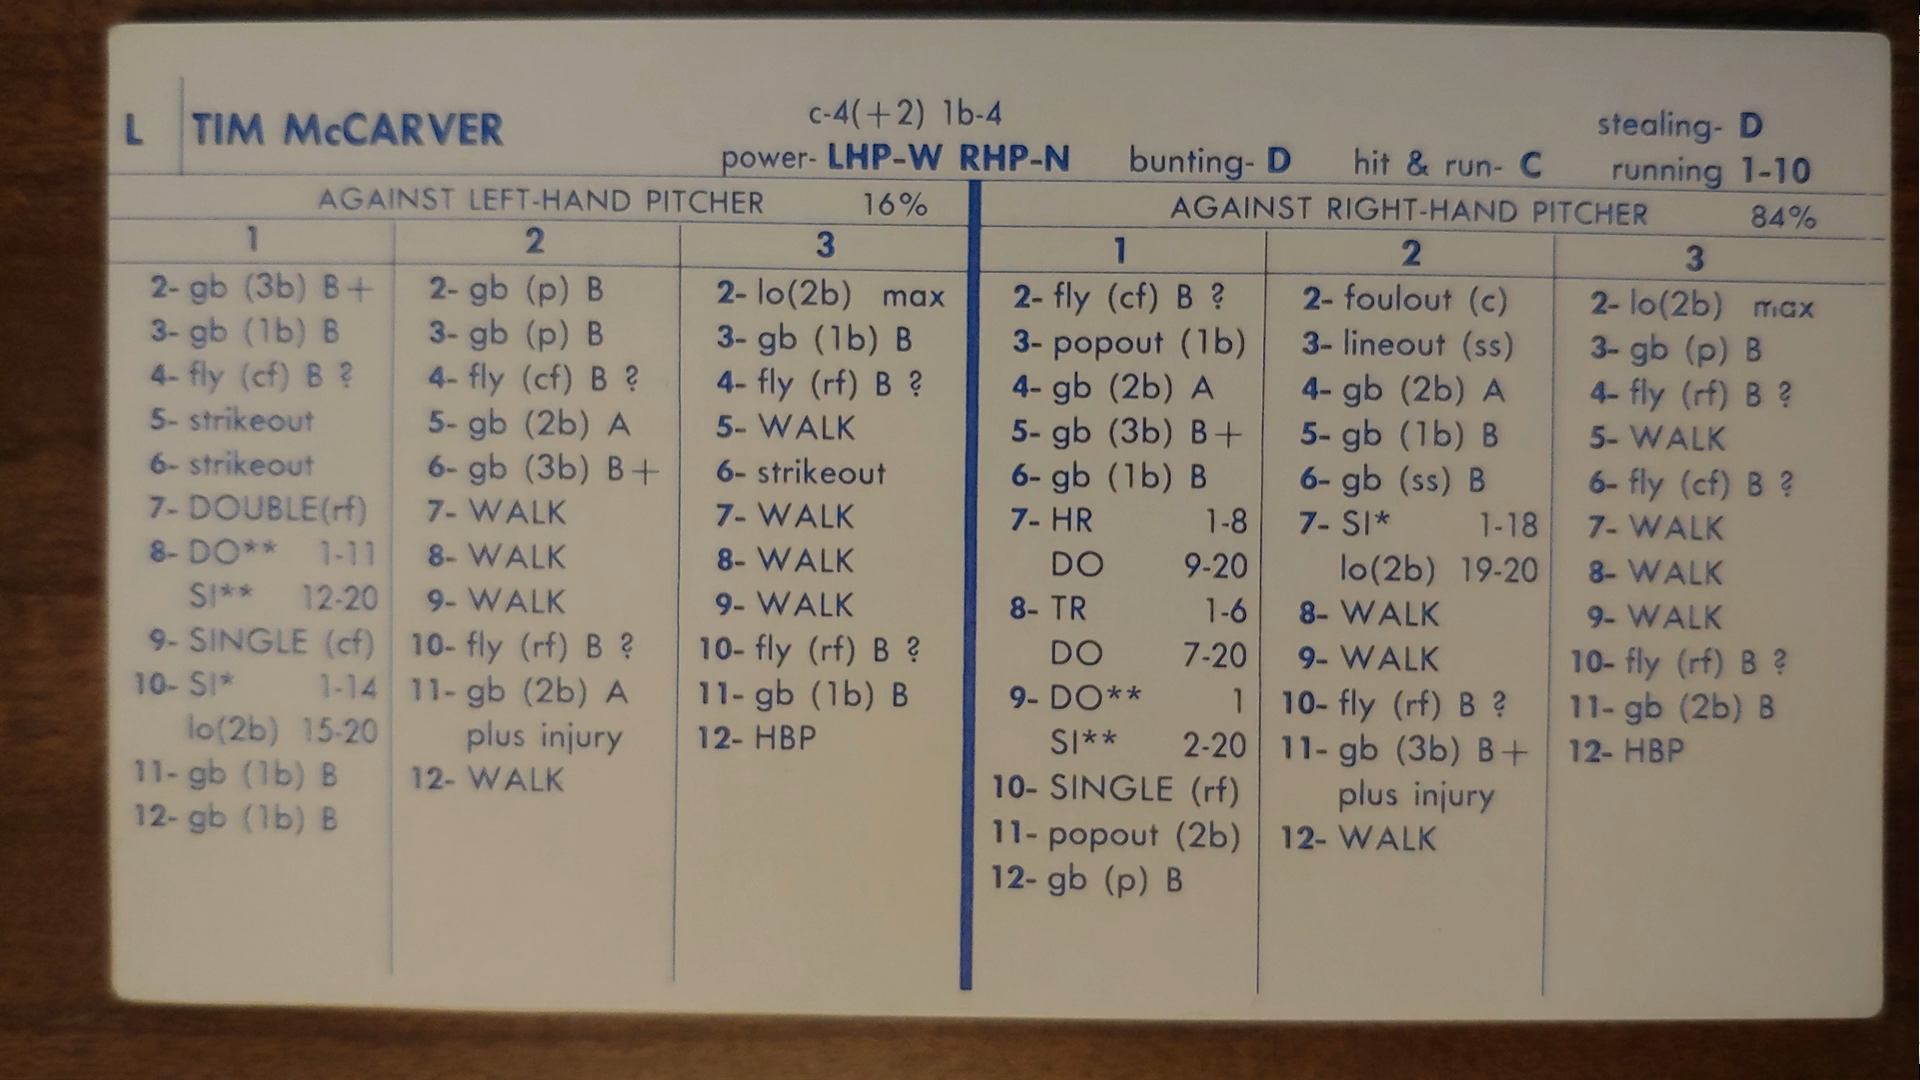 L TIM McCARVER
c-4(+2) 1b-4
power- LHP-W RHP-N bunting- D hit & run- C
stealing- D
running 1-10
AGAINST LEFT-HAND PITCHER 16%
1
2- gb (3b) B+
3- gb (1b) B
4- fly (cf) B ?
5- strikeout
6- strikeout
7- DOUBLE(rf)
8- DO** 1-11
SI** 12-20
9- SINGLE (cf)
10- SI* 1-14
lo(2b) 15-20
11- gb (1b) B
12- gb (1b) B
2
2- gb (p) B
3- gb (p) B
4- fly (cf) B ?
5- gb (2b) A
6- gb (3b) B+
7- WALK
8- WALK
9- WALK
10- fly (rf) B ?
11- gb (2b) A
plus injury
12- WALK
3
2- lo(2b) max
3- gb (1b) B
4- fly (rf) B ?
5- WALK
6- strikeout
7- WALK
8- WALK
9- WALK
10- fly (rf) B ?
11- gb (1b) B
12- HBP
AGAINST RIGHT-HAND PITCHER 84%
1
2- fly (cf) B ?
3- popout (1b)
4- gb (2b) A
5- gb (3b) B+
6- gb (1b) B
7- HR 1-8
DO 9-20
8- TR 1-6
DO 7-20
9- DO** 1
SI** 2-20
10- SINGLE (rf)
11- popout (2b)
12- gb (p) B
2
2- foulout (c)
3- lineout (ss)
4- gb (2b) A
5- gb (1b) B
6- gb (ss) B
7- SI* 1-18
lo(2b) 19-20
8- WALK
9- WALK
10- fly (rf) B ?
11- gb (3b) B+
plus injury
12- WALK
3
2- lo(2b) max
3- gb (p) B
4- fly (rf) B ?
5- WALK
6- fly (cf) B ?
7- WALK
8- WALK
9- WALK
10- fly (rf) B ?
11- gb (2b) B
12- HBP